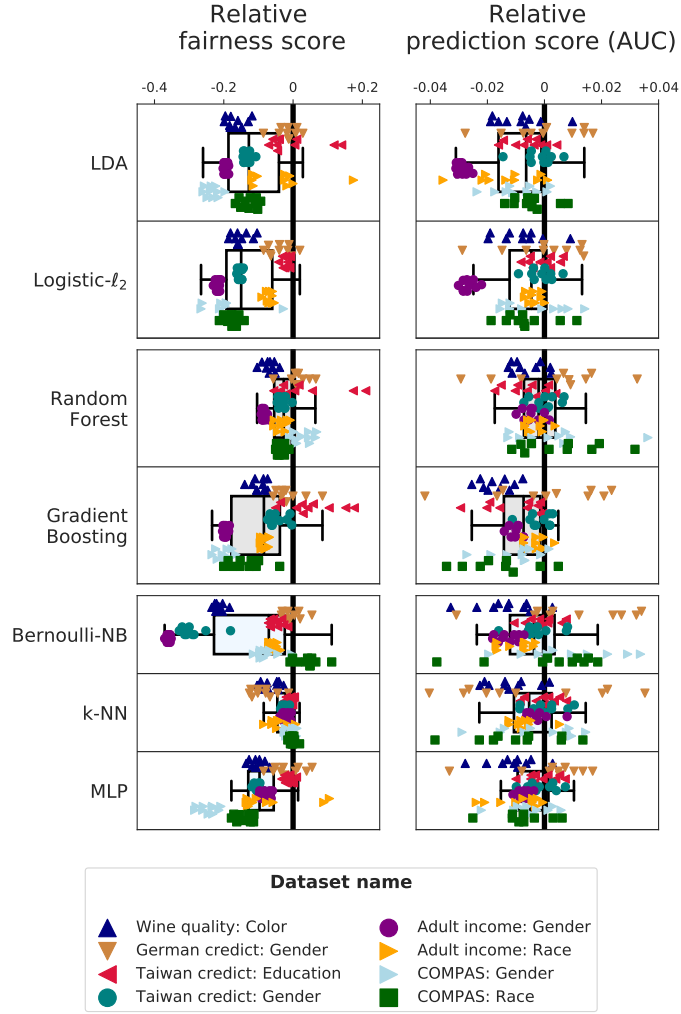 Relative
fairness score
Relative
prediction score (AUC)
-0.4 -0.2 0 +0.2
-0.04 -0.02 0 +0.02 +0.04
LDA
Logistic-ℓ2
Random
Forest
Gradient
Boosting
Bernoulli-NB
k-NN
MLP
Dataset name
Wine quality: Color
German credict: Gender
Taiwan credict: Education
Taiwan credict: Gender
Adult income: Gender
Adult income: Race
COMPAS: Gender
COMPAS: Race